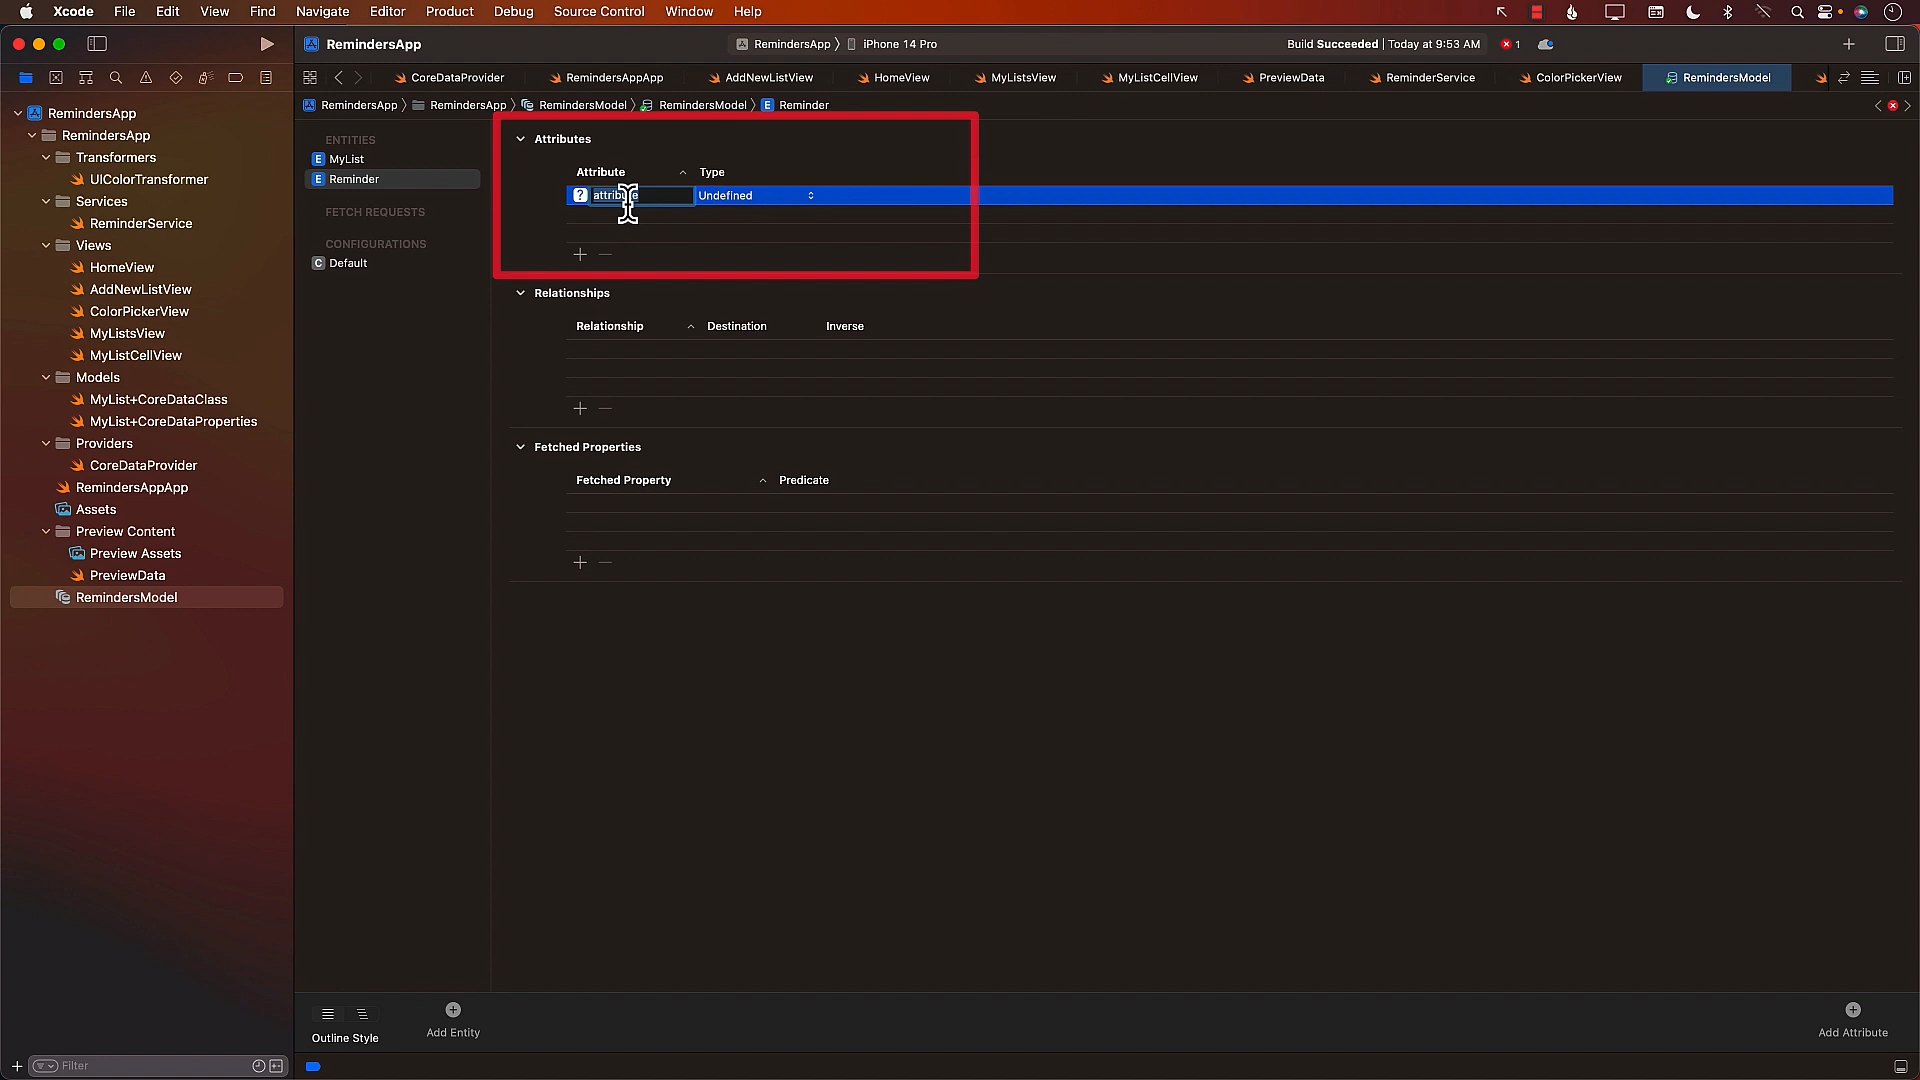 Xcode File Edit View Find Navigate Editor Product Debug Source Control Window Help
RemindersApp
RemindersApp 〉 iPhone 14 Pro
Build Succeeded | Today at 9:53 AM
1
CoreDataProvider
RemindersAppApp
AddNewListView
HomeView
MyListsView
MyListCellView
PreviewData
ReminderService
ColorPickerView
RemindersModel
RemindersApp 〉 RemindersApp 〉 RemindersModel 〉 RemindersModel 〉 E Reminder
RemindersApp
RemindersApp
Transformers
UIColorTransformer
Services
ReminderService
Views
HomeView
AddNewListView
ColorPickerView
MyListsView
MyListCellView
Models
MyList+CoreDataClass
MyList+CoreDataProperties
Providers
CoreDataProvider
RemindersAppApp
Assets
Preview Content
Preview Assets
PreviewData
RemindersModel
Filter
ENTITIES
E MyList
E Reminder
FETCH REQUESTS
CONFIGURATIONS
C Default
Attributes
Attribute Type
? attribute Undefined
+ —
Relationships
Relationship Destination Inverse
+ —
Fetched Properties
Fetched Property Predicate
+ —
Outline Style
Add Entity
Add Attribute